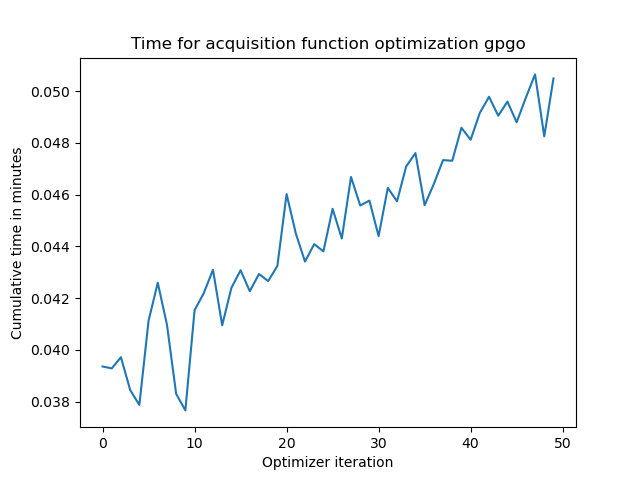 Time for acquisition function optimization gpgo
Cumulative time in minutes
0.050
0.048
0.046
0.044
0.042
0.040
0.038
0 10 20 30 40 50
Optimizer iteration